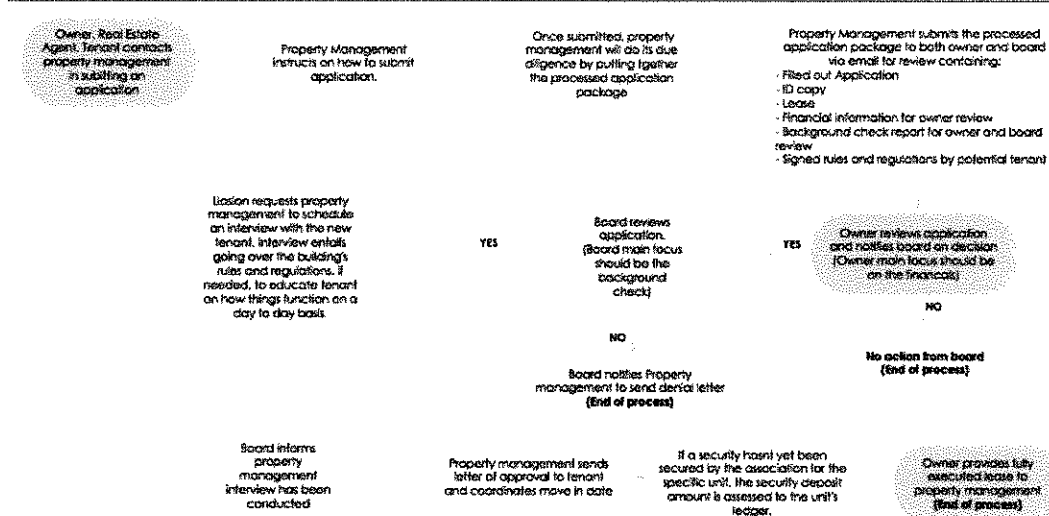 Owner, Real Estate
Agent, Tenant contacts
property management
in subitting an
application
Property Management
instructs on how to submit
application.
Once submitted, property
management will do its due
diligence by putting tgether
the processed application
package
Property Management submits the processed
application package to both owner and board
via email for review containing:
- Filled out Application
- ID copy
- Lease
- Financial information for owner review
- Background check report for owner and board
review
- Signed rules and regulations by potential tenant
Liasion requests property
management to schedule
an interview with the new
tenant. Interview entails
going over the building's
rules and regulations. If
needed, to educate tenant
on how things function on a
day to day basis.
YES
Board reviews
application.
(Board main focus
should be the
background
check)
YES
Owner reviews application
and notifies board on decision
(Owner main focus should be
on the financials)
NO
NO
No action from board
(End of process)
Board notifies Property
management to send denial letter
(End of process)
Board informs
property
management
interview has been
conducted
Property management sends
letter of approval to tenant
and coordinates move in date
If a security hasnt yet been
secured by the association for the
specific unit, the security deposit
amount is assessed to the unit's
ledger.
Owner provides fully
executed lease to
property management
(End of process)